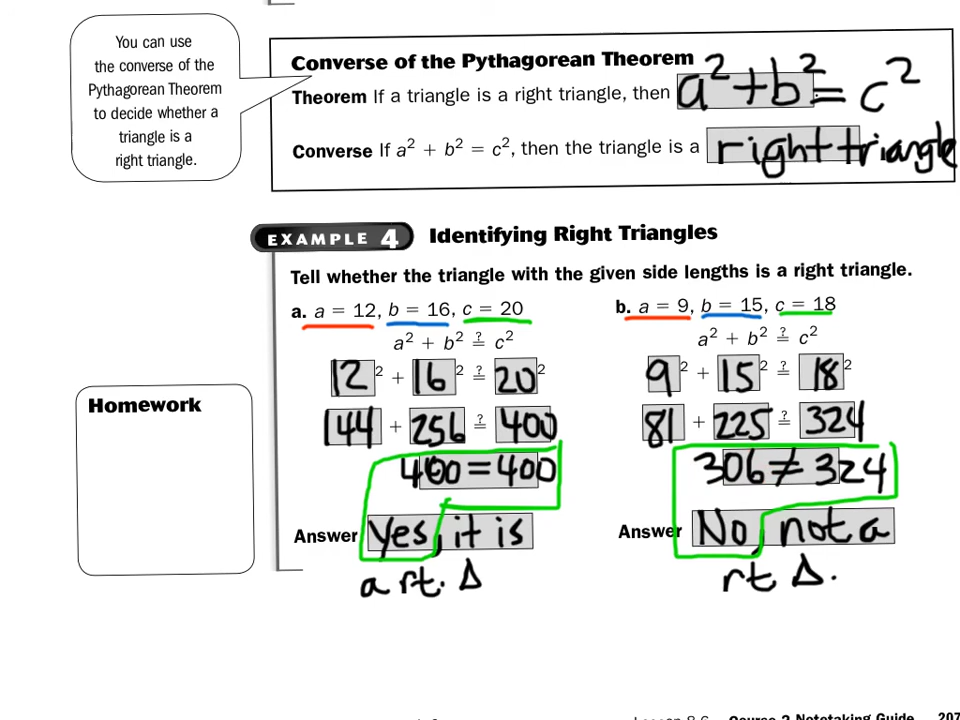 You can use
the converse of the
Pythagorean Theorem
to decide whether a
triangle is a
right triangle.
Converse of the Pythagorean Theorem
Theorem If a triangle is a right triangle, then a² + b² = c²
Converse If a² + b² = c², then the triangle is a right triangle
EXAMPLE 4 Identifying Right Triangles
Tell whether the triangle with the given side lengths is a right triangle.
a. a = 12, b = 16, c = 20
a² + b² ≟ c²
12² + 16² ≟ 20²
144 + 256 ≟ 400
400 = 400
Answer Yes, it is
a rt. Δ
b. a = 9, b = 15, c = 18
a² + b² ≟ c²
9² + 15² ≟ 18²
81 + 225 ≟ 324
306 ≠ 324
Answer No, not a
rt Δ.
Homework
Lesson 8.6 Course 2 Notetaking Guide 207